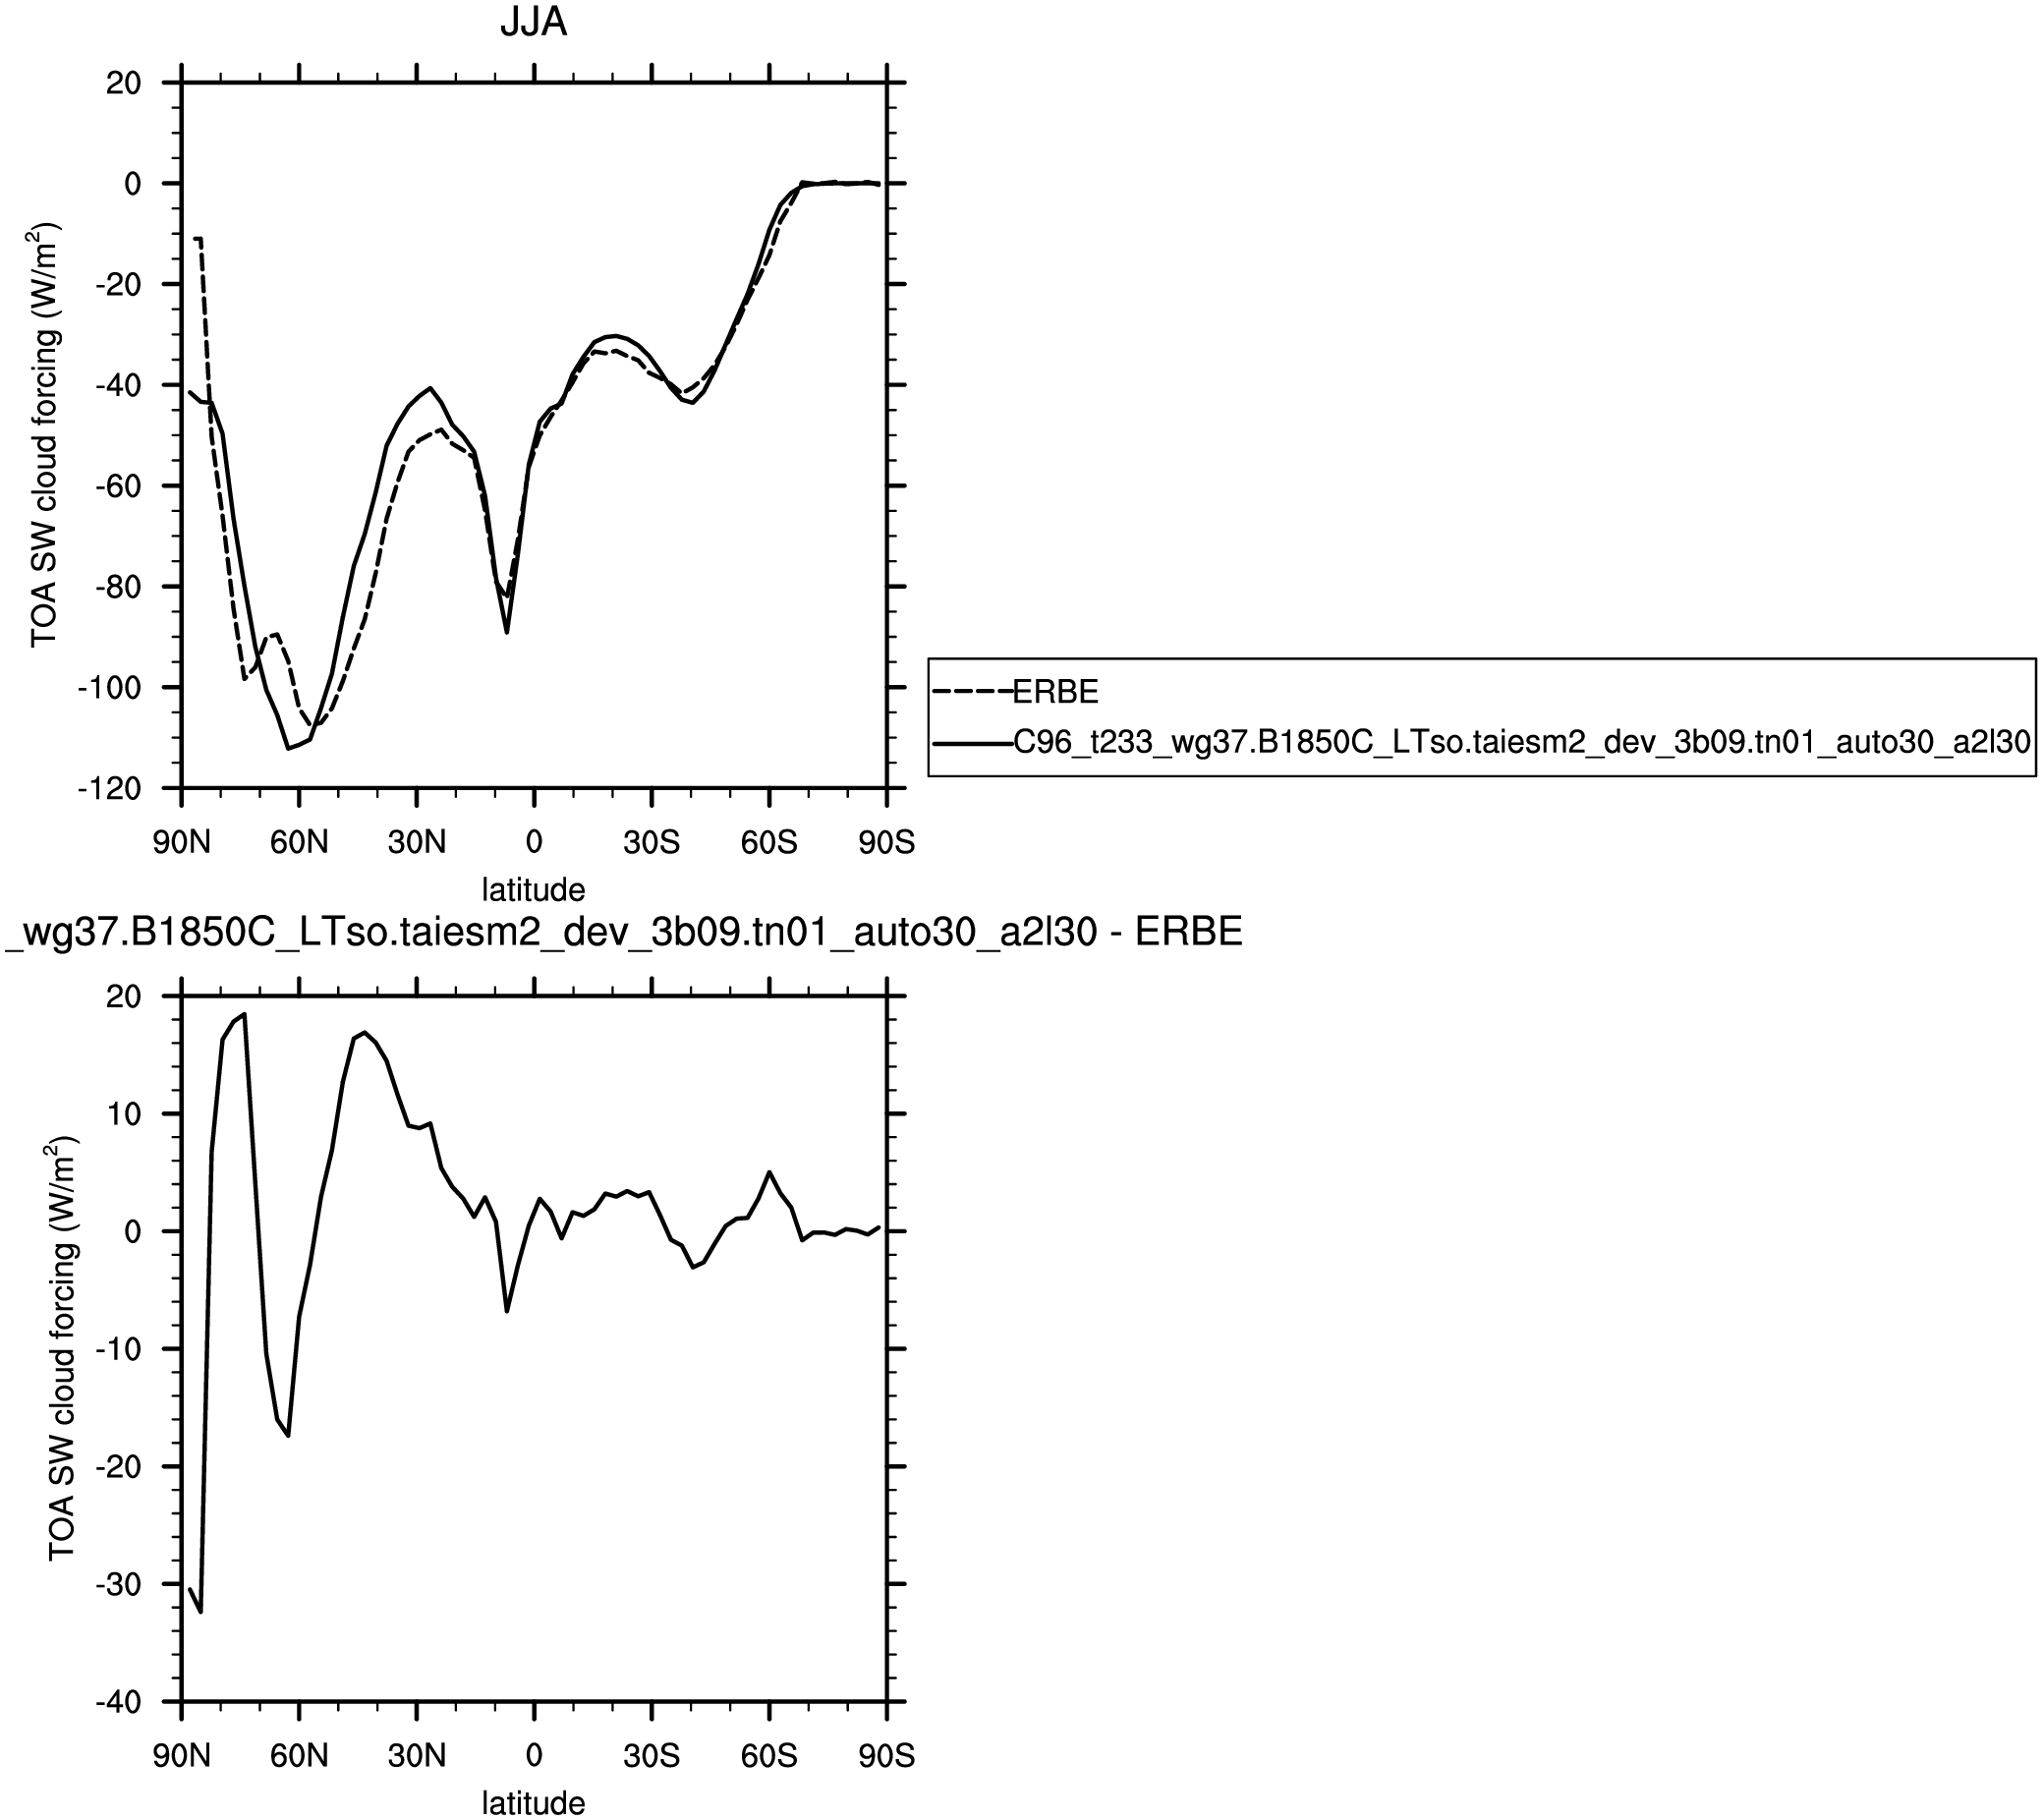 JJA
TOA SW cloud forcing (W/m²)
20
0
-20
-40
-60
-80
-100
-120
90N 60N 30N 0 30S 60S 90S
latitude
ERBE
C96_t233_wg37.B1850C_LTso.taiesm2_dev_3b09.tn01_auto30_a2l30
_wg37.B1850C_LTso.taiesm2_dev_3b09.tn01_auto30_a2l30 - ERBE
TOA SW cloud forcing (W/m²)
20
10
0
-10
-20
-30
-40
90N 60N 30N 0 30S 60S 90S
latitude